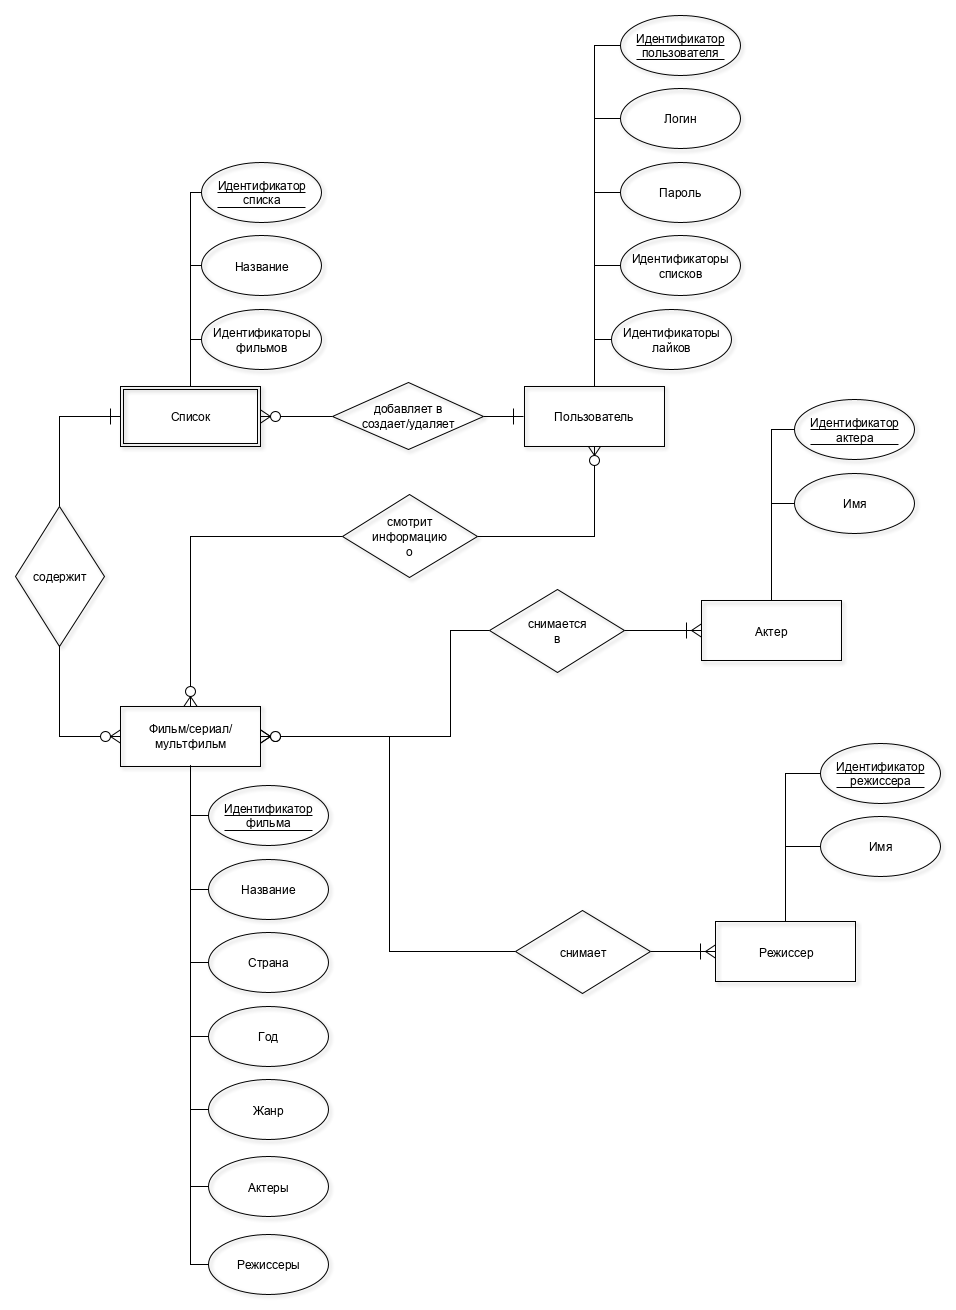 Идентификатор
пользователя
Логин
Пароль
Идентификаторы
списков
Идентификаторы
лайков
Идентификатор
списка
Название
Идентификаторы
фильмов
Список
добавляет в
создает/удаляет
Пользователь
Идентификатор
актера
Имя
смотрит
информацию
о
содержит
снимается
в
Актер
Фильм/сериал/
мультфильм
Идентификатор
режиссера
Имя
Идентификатор
фильма
Название
снимает
Режиссер
Страна
Год
Жанр
Актеры
Режиссеры